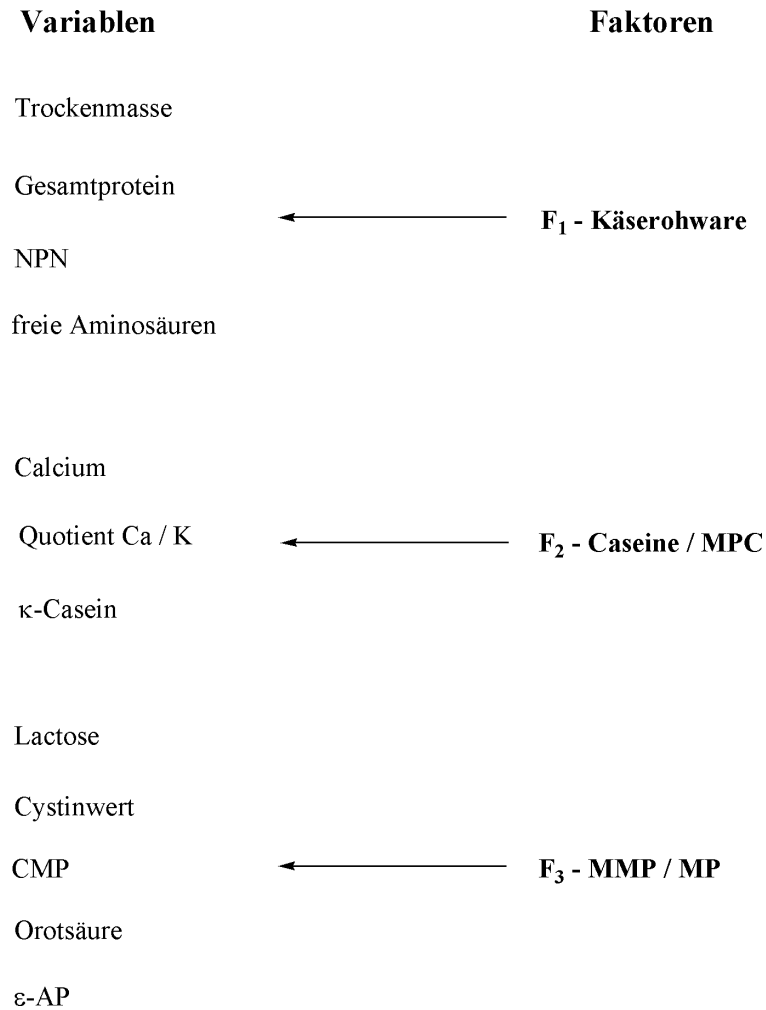 Variablen Faktoren
Trockenmasse
Gesamtprotein
F₁ - Käserohware
NPN
freie Aminosäuren
Calcium
Quotient Ca / K
F₂ - Caseine / MPC
κ-Casein
Lactose
Cystinwert
CMP
F₃ - MMP / MP
Orotsäure
ε-AP